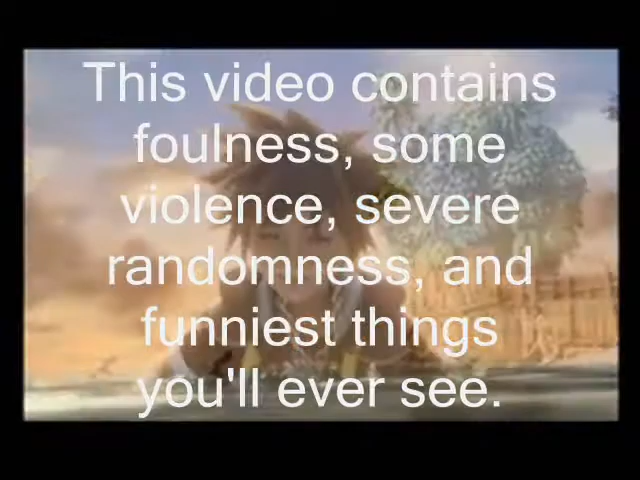 This video contains
foulness, some
violence, severe
randomness, and
funniest things
you'll ever see.